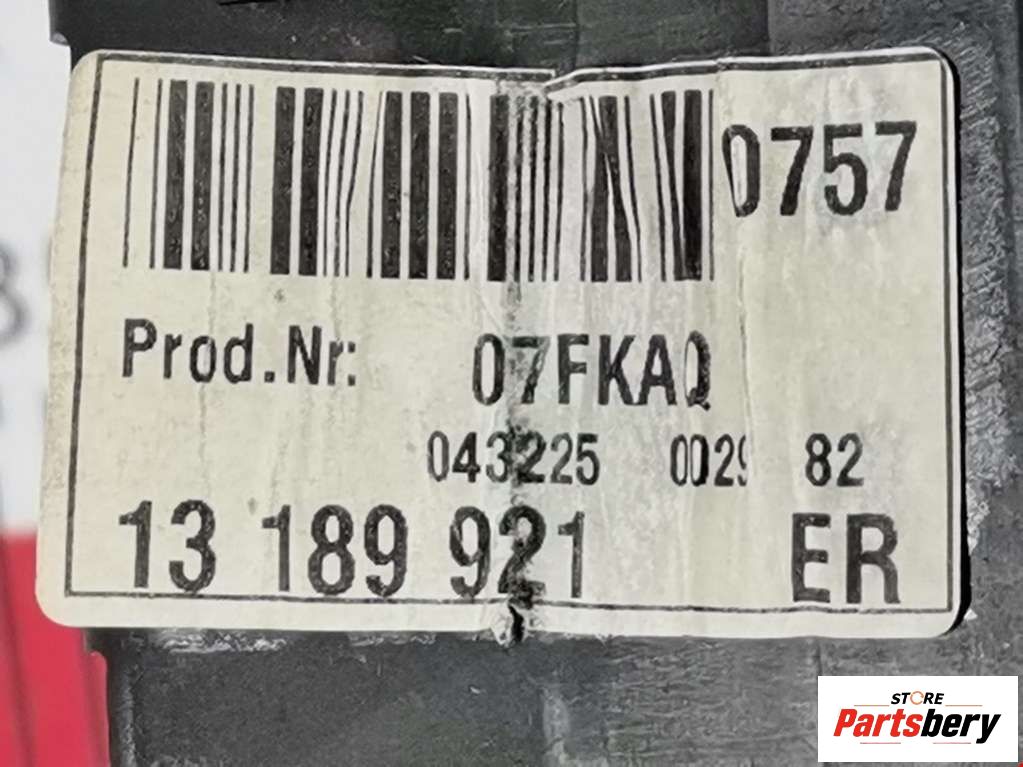 0757
Prod.Nr: 07FKAQ
043225 0029 82
13 189 921 ER
STORE
Partsbery